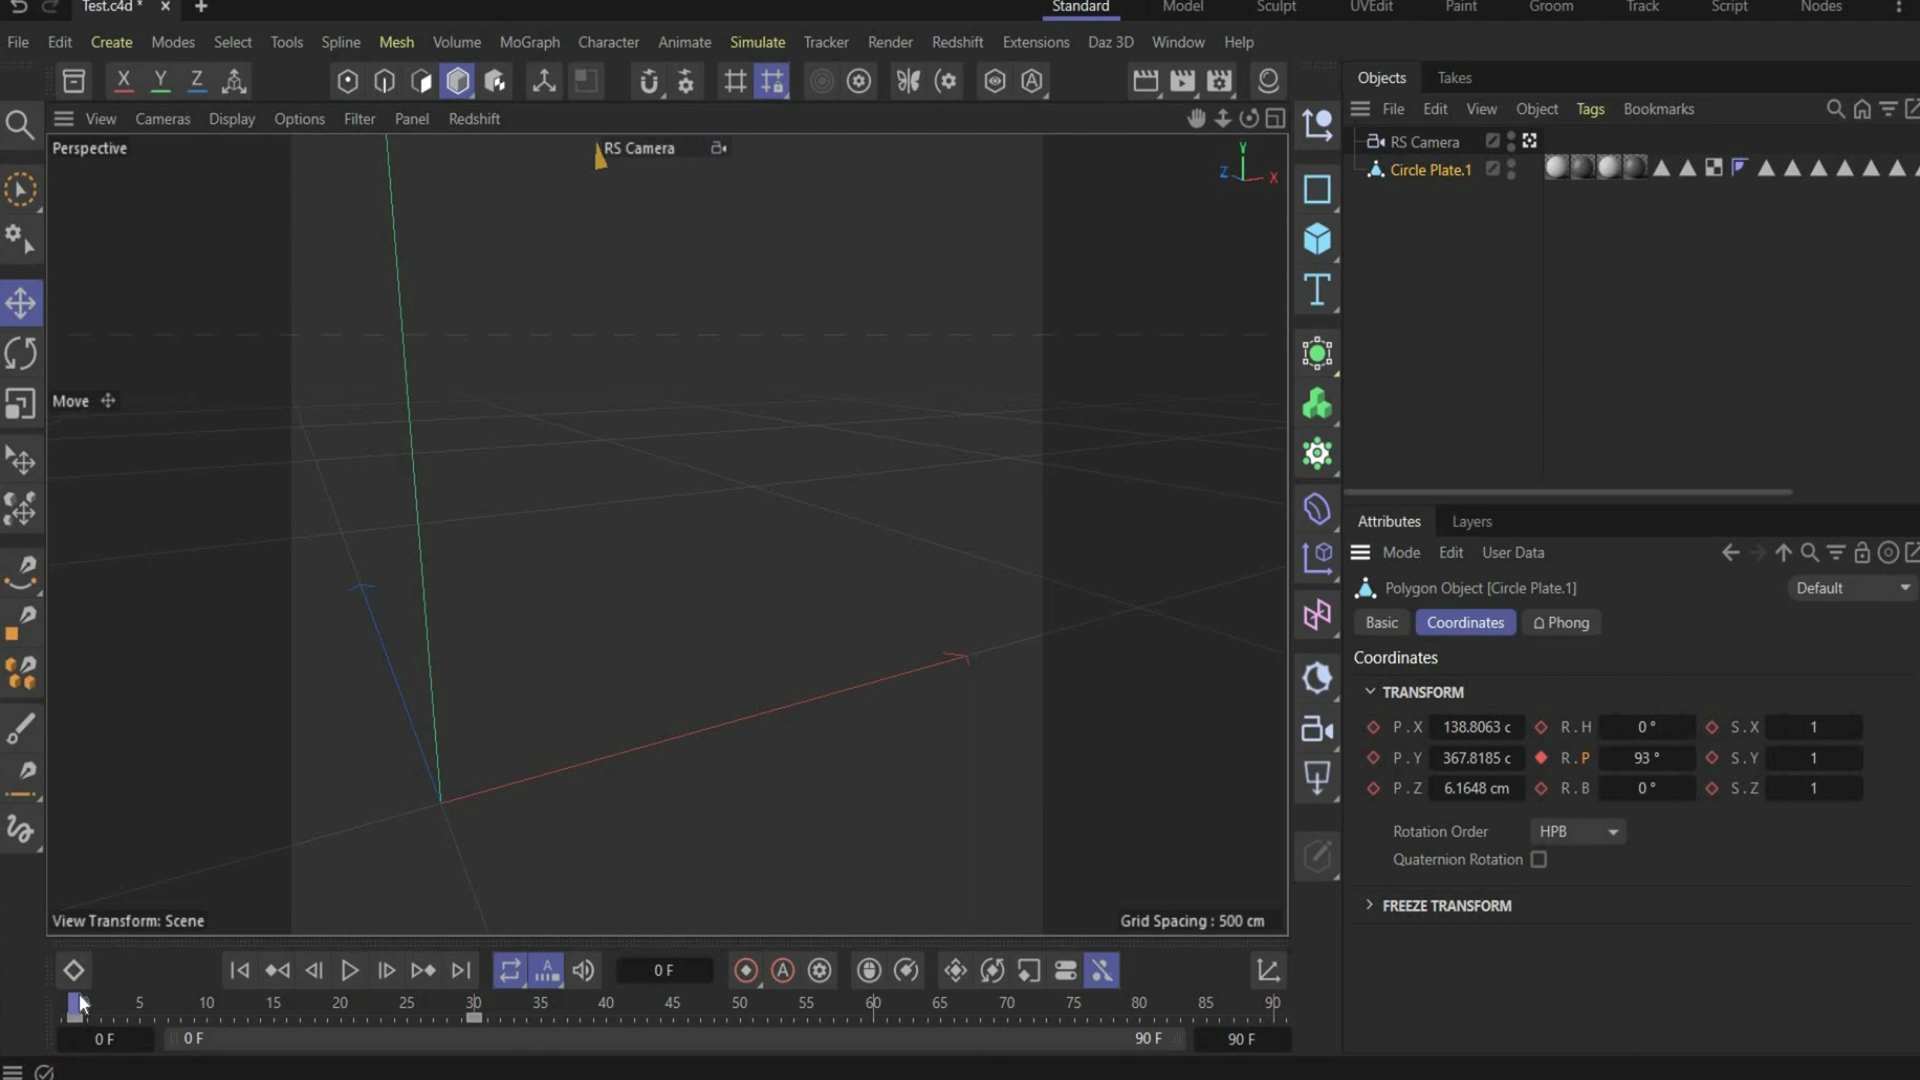 Test.c4d *
Standard Model Sculpt UVEdit Paint Groom Track Script Nodes
File Edit Create Modes Select Tools Spline Mesh Volume MoGraph Character Animate Simulate Tracker Render Redshift Extensions Daz 3D Window Help
X Y Z
Objects Takes
View Cameras Display Options Filter Panel Redshift
File Edit View Object Tags Bookmarks
Perspective
RS Camera
Y
Z X
RS Camera
Circle Plate.1
Move
Attributes Layers
Mode Edit User Data
Polygon Object [Circle Plate.1]
Default
Basic Coordinates Phong
Coordinates
TRANSFORM
P . X 138.8063 c R . H 0 ° S . X 1
P . Y 367.8185 c R . P 93 ° S . Y 1
P . Z 6.1648 cm R . B 0 ° S . Z 1
Rotation Order HPB
Quaternion Rotation
FREEZE TRANSFORM
View Transform: Scene
Grid Spacing : 500 cm
0 F
5 10 15 20 25 30 35 40 45 50 55 60 65 70 75 80 85 90
0 F 0 F 90 F 90 F